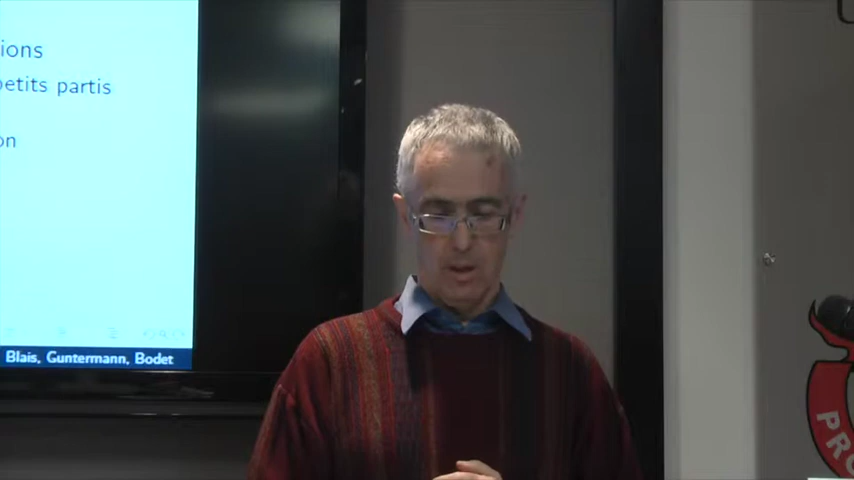 ions
petits partis
on
Blais, Guntermann, Bodet
PRO